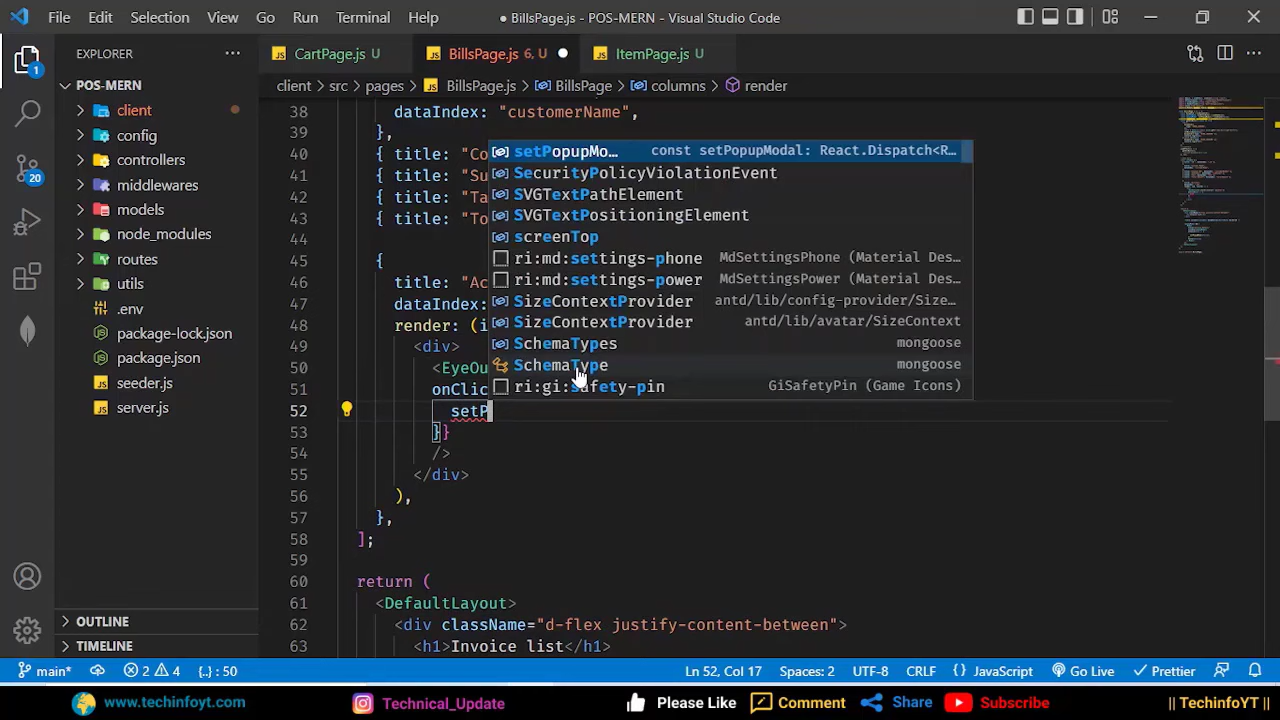 File Edit Selection View Go Run Terminal Help ● BillsPage.js - POS-MERN - Visual Studio Code
EXPLORER ···
JS CartPage.js U JS BillsPage.js 6, U ● JS ItemPage.js U
POS-MERN
client > src > pages > JS BillsPage.js > BillsPage > columns > render
1
20
client
config
controllers
middlewares
models
node_modules
routes
utils
.env
package-lock.json
package.json
seeder.js
server.js
OUTLINE
TIMELINE
38 dataIndex: "customerName",
39 },
40 { title: "Co
41 { title: "Su
42 { title: "Ta
43 { title: "To
44
45 {
46 title: "Ac
47 dataIndex:
48 render: (i
49 <div>
50 <EyeOu
51 onClic
52 setP
53 }}
54 />
55 </div>
56 ),
57 },
58 ];
59
60 return (
61 <DefaultLayout>
62 <div className="d-flex justify-content-between">
63 <h1>Invoice list</h1>
setPopupMo… const setPopupModal: React.Dispatch<R…
SecurityPolicyViolationEvent
SVGTextPathElement
SVGTextPositioningElement
screenTop
ri:md:settings-phone MdSettingsPhone (Material Des…
ri:md:settings-power MdSettingsPower (Material Des…
SizeContextProvider antd/lib/config-provider/Size…
SizeContextProvider antd/lib/avatar/SizeContext
SchemaTypes mongoose
SchemaType mongoose
ri:gi:safety-pin GiSafetyPin (Game Icons)
main* 2 4 {..} : 50 Ln 52, Col 17 Spaces: 2 UTF-8 CRLF {} JavaScript Go Live Prettier
www.techinfoyt.com Technical_Update Please Like Comment Share Subscribe || TechinfoYT ||